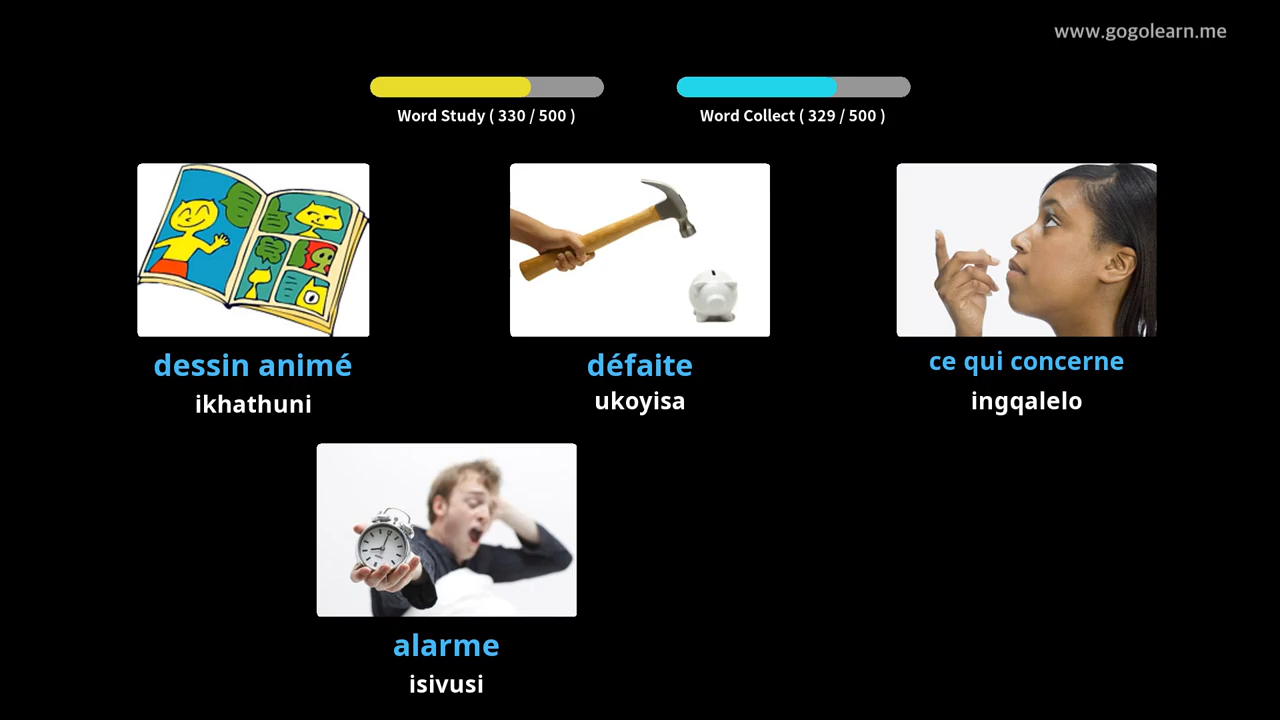 www.gogolearn.me
Word Study ( 330 / 500 )
Word Collect ( 329 / 500 )
dessin animé
ikhathuni
défaite
ukoyisa
ce qui concerne
ingqalelo
alarme
isivusi